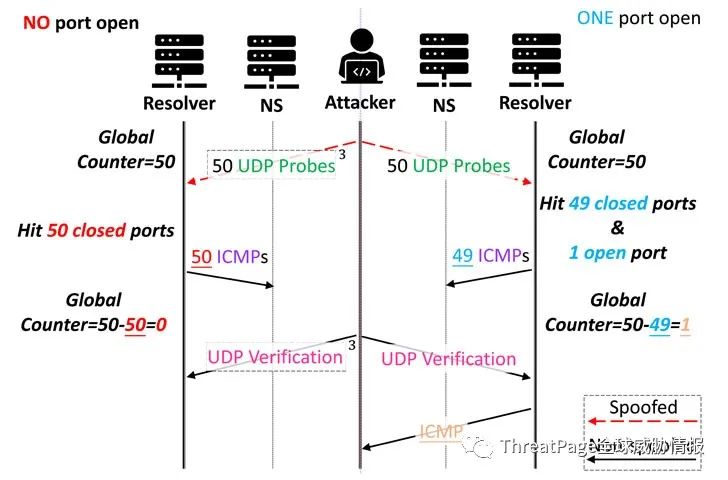 NO port open
ONE port open
Resolver
NS
Attacker
NS
Resolver
Global
Counter=50
50 UDP Probes 3
50 UDP Probes
Global
Counter=50
Hit 50 closed ports
Hit 49 closed ports
&
1 open port
50 ICMPs
49 ICMPs
Global
Counter=50-50=0
Global
Counter=50-49=1
UDP Verification 3
UDP Verification
ICMP
Spoofed
ThreatPage全球威胁情报